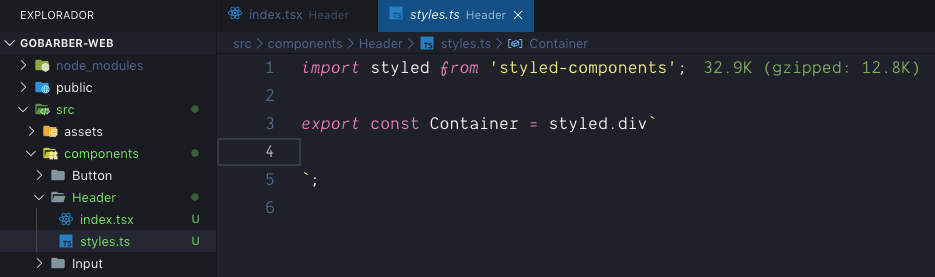 EXPLORADOR
GOBARBER-WEB
node_modules
public
src
assets
components
Button
Header
index.tsx U
styles.ts U
Input
index.tsx Header
TS styles.ts Header
src > components > Header > TS styles.ts > Container
1 import styled from 'styled-components'; 32.9K (gzipped: 12.8K)
2
3 export const Container = styled.div`
4
5 `;
6